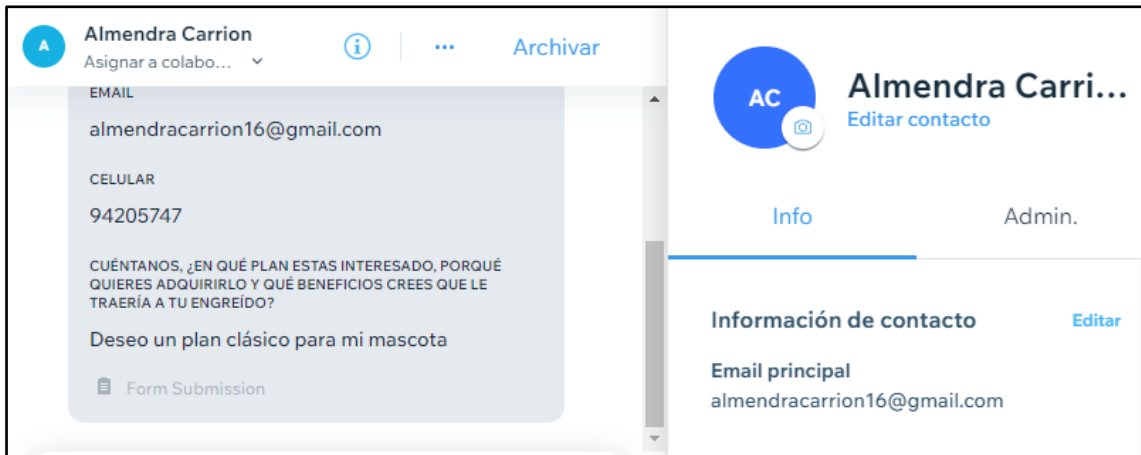 A
Almendra Carrion
Asignar a colabo...
Archivar
EMAIL
almendracarrion16@gmail.com
CELULAR
94205747
CUÉNTANOS, ¿EN QUÉ PLAN ESTAS INTERESADO, PORQUÉ
QUIERES ADQUIRIRLO Y QUÉ BENEFICIOS CREES QUE LE
TRAERÍA A TU ENGREÍDO?
Deseo un plan clásico para mi mascota
Form Submission
AC
Almendra Carri...
Editar contacto
Info
Admin.
Información de contacto
Editar
Email principal
almendracarrion16@gmail.com